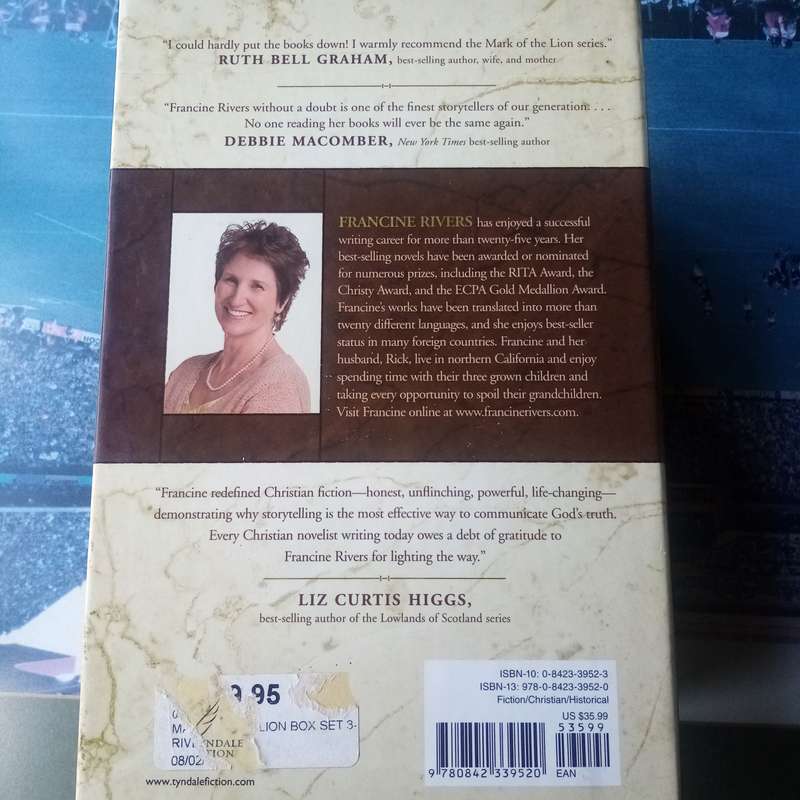 “I could hardly put the books down! I warmly recommend the Mark of the Lion series.”
RUTH BELL GRAHAM, best-selling author, wife, and mother
“Francine Rivers without a doubt is one of the finest storytellers of our generation. . . .
No one reading her books will ever be the same again.”
DEBBIE MACOMBER, New York Times best-selling author
FRANCINE RIVERS has enjoyed a successful
writing career for more than twenty-five years. Her
best-selling novels have been awarded or nominated
for numerous prizes, including the RITA Award, the
Christy Award, and the ECPA Gold Medallion Award.
Francine’s works have been translated into more than
twenty different languages, and she enjoys best-seller
status in many foreign countries. Francine and her
husband, Rick, live in northern California and enjoy
spending time with their three grown children and
taking every opportunity to spoil their grandchildren.
Visit Francine online at www.francinerivers.com.
“Francine redefined Christian fiction—honest, unflinching, powerful, life-changing—
demonstrating why storytelling is the most effective way to communicate God’s truth.
Every Christian novelist writing today owes a debt of gratitude to
Francine Rivers for lighting the way.”
LIZ CURTIS HIGGS,
best-selling author of the Lowlands of Scotland series
9.95
LION BOX SET 3-
08/02/
www.tyndalefiction.com
ISBN-10: 0-8423-3952-3
ISBN-13: 978-0-8423-3952-0
Fiction/Christian/Historical
US $35.99
53599
9 780842 339520
EAN